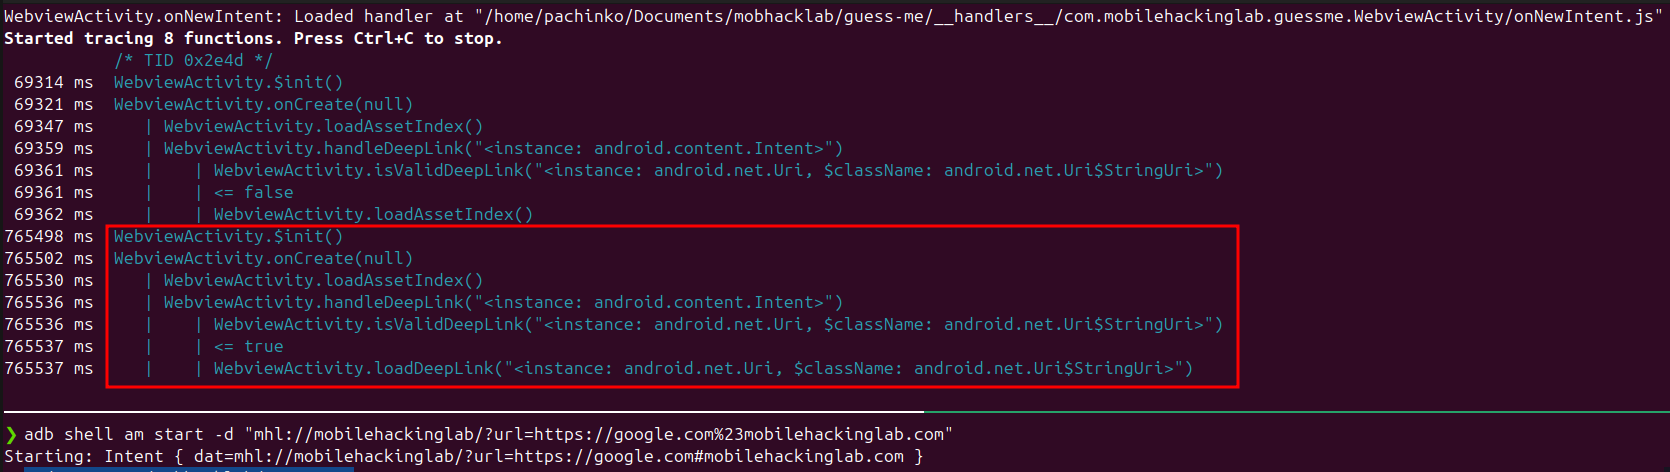 WebviewActivity.onNewIntent: Loaded handler at "/home/pachinko/Documents/mobhacklab/guess-me/__handlers__/com.mobilehackinglab.guessme.WebviewActivity/onNewIntent.js"
Started tracing 8 functions. Press Ctrl+C to stop.
/* TID 0x2e4d */
69314 ms  WebviewActivity.$init()
69321 ms  WebviewActivity.onCreate(null)
69347 ms     | WebviewActivity.loadAssetIndex()
69359 ms     | WebviewActivity.handleDeepLink("<instance: android.content.Intent>")
69361 ms     |    | WebviewActivity.isValidDeepLink("<instance: android.net.Uri, $className: android.net.Uri$StringUri>")
69361 ms     |    | <= false
69362 ms     |    | WebviewActivity.loadAssetIndex()
765498 ms  WebviewActivity.$init()
765502 ms  WebviewActivity.onCreate(null)
765530 ms     | WebviewActivity.loadAssetIndex()
765536 ms     | WebviewActivity.handleDeepLink("<instance: android.content.Intent>")
765536 ms     |    | WebviewActivity.isValidDeepLink("<instance: android.net.Uri, $className: android.net.Uri$StringUri>")
765537 ms     |    | <= true
765537 ms     |    | WebviewActivity.loadDeepLink("<instance: android.net.Uri, $className: android.net.Uri$StringUri>")
❯ adb shell am start -d "mhl://mobilehackinglab/?url=https://google.com%23mobilehackinglab.com"
Starting: Intent { dat=mhl://mobilehackinglab/?url=https://google.com#mobilehackinglab.com }